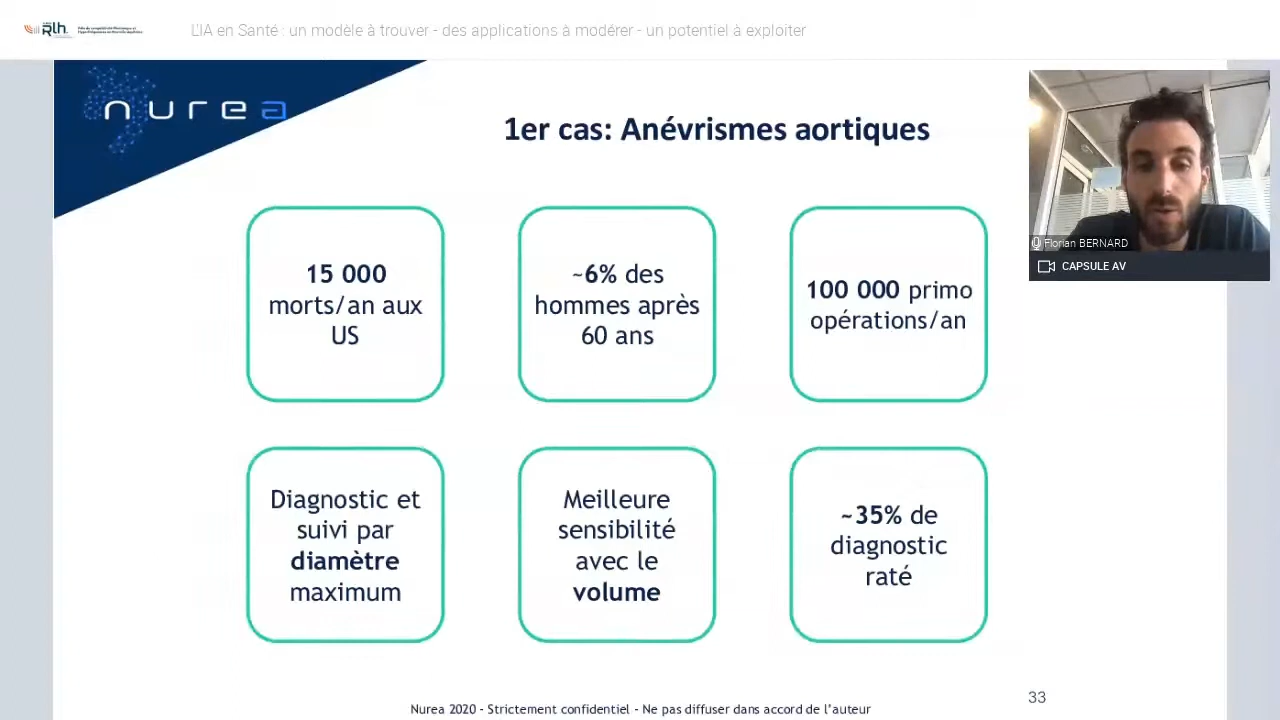 Rlh.
L'IA en Santé : un modèle à trouver - des applications à modérer - un potentiel à exploiter
nurea
1er cas: Anévrismes aortiques
Florian BERNARD
CAPSULE AV
15 000
morts/an aux
US
~6% des
hommes après
60 ans
100 000 primo
opérations/an
Diagnostic et
suivi par
diamètre
maximum
Meilleure
sensibilité
avec le
volume
~35% de
diagnostic
raté
Nurea 2020 - Strictement confidentiel - Ne pas diffuser dans accord de l'auteur
33